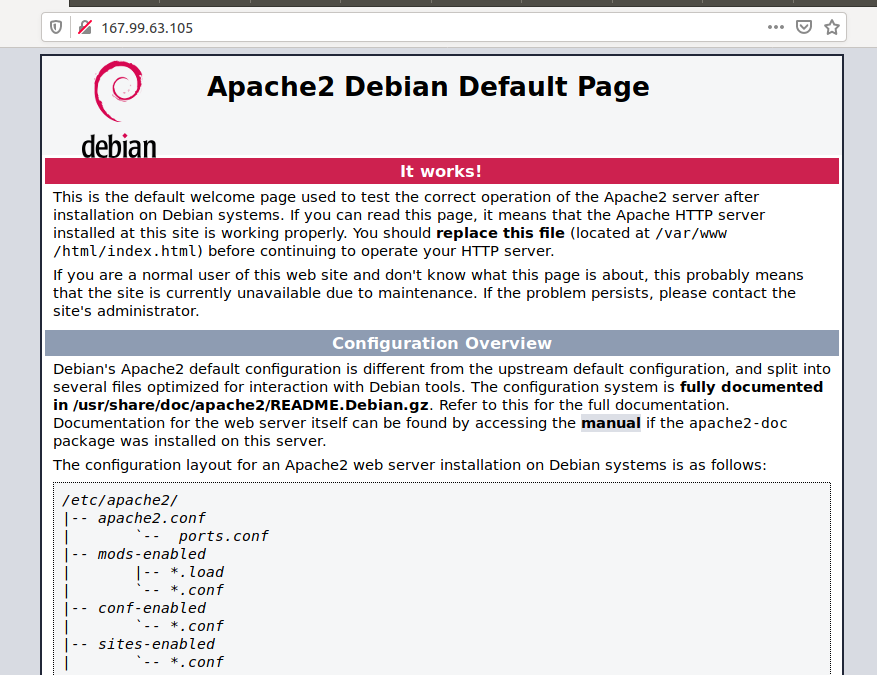 167.99.63.105
Apache2 Debian Default Page
debian
It works!
This is the default welcome page used to test the correct operation of the Apache2 server after
installation on Debian systems. If you can read this page, it means that the Apache HTTP server
installed at this site is working properly. You should replace this file (located at /var/www
/html/index.html) before continuing to operate your HTTP server.
If you are a normal user of this web site and don't know what this page is about, this probably means
that the site is currently unavailable due to maintenance. If the problem persists, please contact the
site's administrator.
Configuration Overview
Debian's Apache2 default configuration is different from the upstream default configuration, and split into
several files optimized for interaction with Debian tools. The configuration system is fully documented
in /usr/share/doc/apache2/README.Debian.gz. Refer to this for the full documentation.
Documentation for the web server itself can be found by accessing the manual if the apache2-doc
package was installed on this server.
The configuration layout for an Apache2 web server installation on Debian systems is as follows:
/etc/apache2/
|-- apache2.conf
|       `--  ports.conf
|-- mods-enabled
|       |-- *.load
|       `-- *.conf
|-- conf-enabled
|       `-- *.conf
|-- sites-enabled
|       `-- *.conf